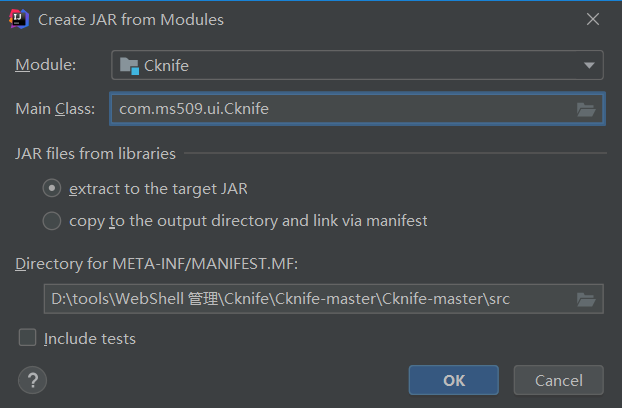 Create JAR from Modules
Module: Cknife
Main Class: com.ms509.ui.Cknife
JAR files from libraries
extract to the target JAR
copy to the output directory and link via manifest
Directory for META-INF/MANIFEST.MF:
D:\tools\WebShell 管理\Cknife\Cknife-master\Cknife-master\src
Include tests
? OK Cancel